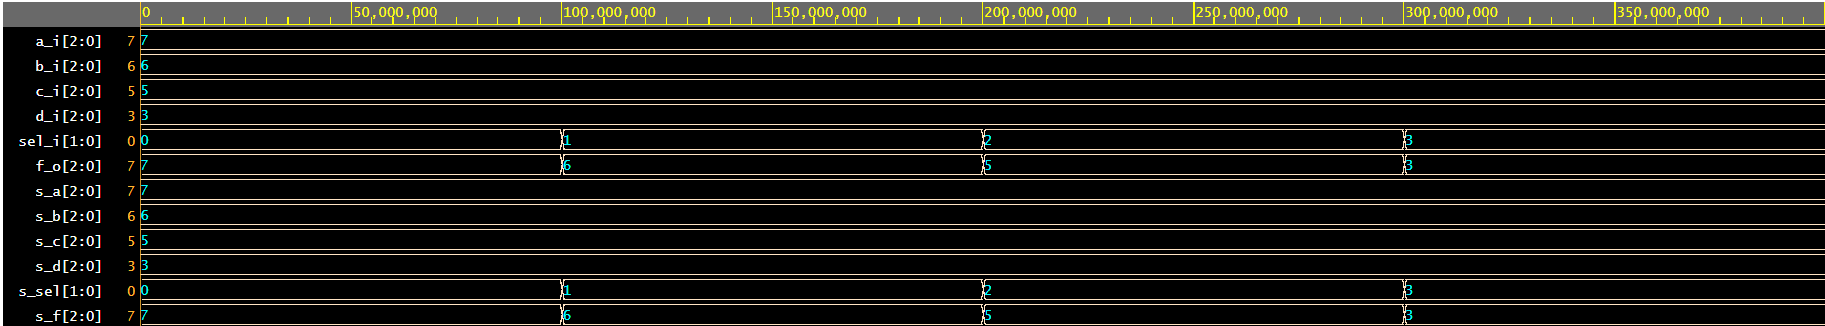 0 50,000,000 100,000,000 150,000,000 200,000,000 250,000,000 300,000,000 350,000,000
a_i[2:0] 7 7
b_i[2:0] 6 6
c_i[2:0] 5 5
d_i[2:0] 3 3
sel_i[1:0] 0 0 1 2 3
f_o[2:0] 7 7 6 5 3
s_a[2:0] 7 7
s_b[2:0] 6 6
s_c[2:0] 5 5
s_d[2:0] 3 3
s_sel[1:0] 0 0 1 2 3
s_f[2:0] 7 7 6 5 3